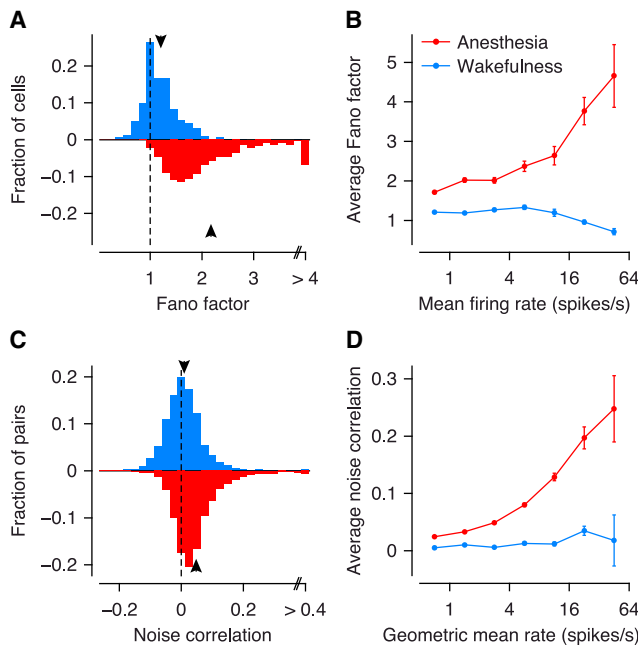 A
Fraction of cells
0.2
0.1
0
−0.1
−0.2
1
2
3
> 4
Fano factor
B
Anesthesia
Wakefulness
Average Fano factor
5
4
3
2
1
1
4
16
64
Mean firing rate (spikes/s)
C
Fraction of pairs
0.2
0.1
0
−0.1
−0.2
−0.2
0
0.2
> 0.4
Noise correlation
D
Average noise correlation
0.3
0.2
0.1
0
1
4
16
64
Geometric mean rate (spikes/s)